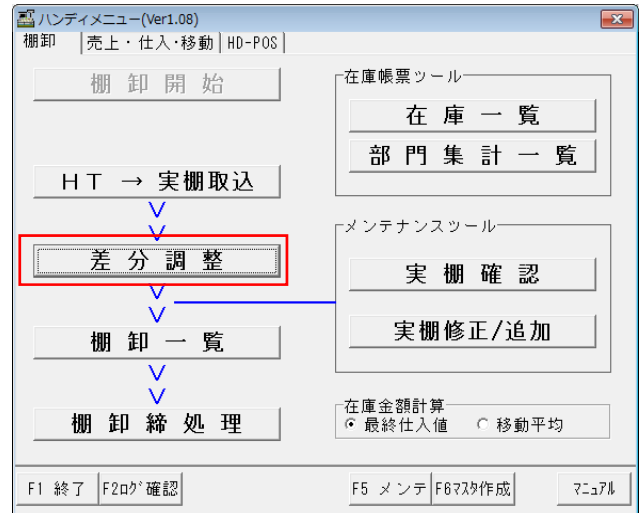 ハンディメニュー(Ver1.08)
棚卸 売上・仕入・移動 HD-POS
棚卸開始
HT → 実棚取込
差分調整
棚卸一覧
棚卸締処理
在庫帳票ツール
在庫一覧
部門集計一覧
メンテナンスツール
実棚確認
実棚修正/追加
在庫金額計算
最終仕入値 移動平均
F1 終了 F2ログ確認 F5 メンテ F6マスタ作成 マニュアル